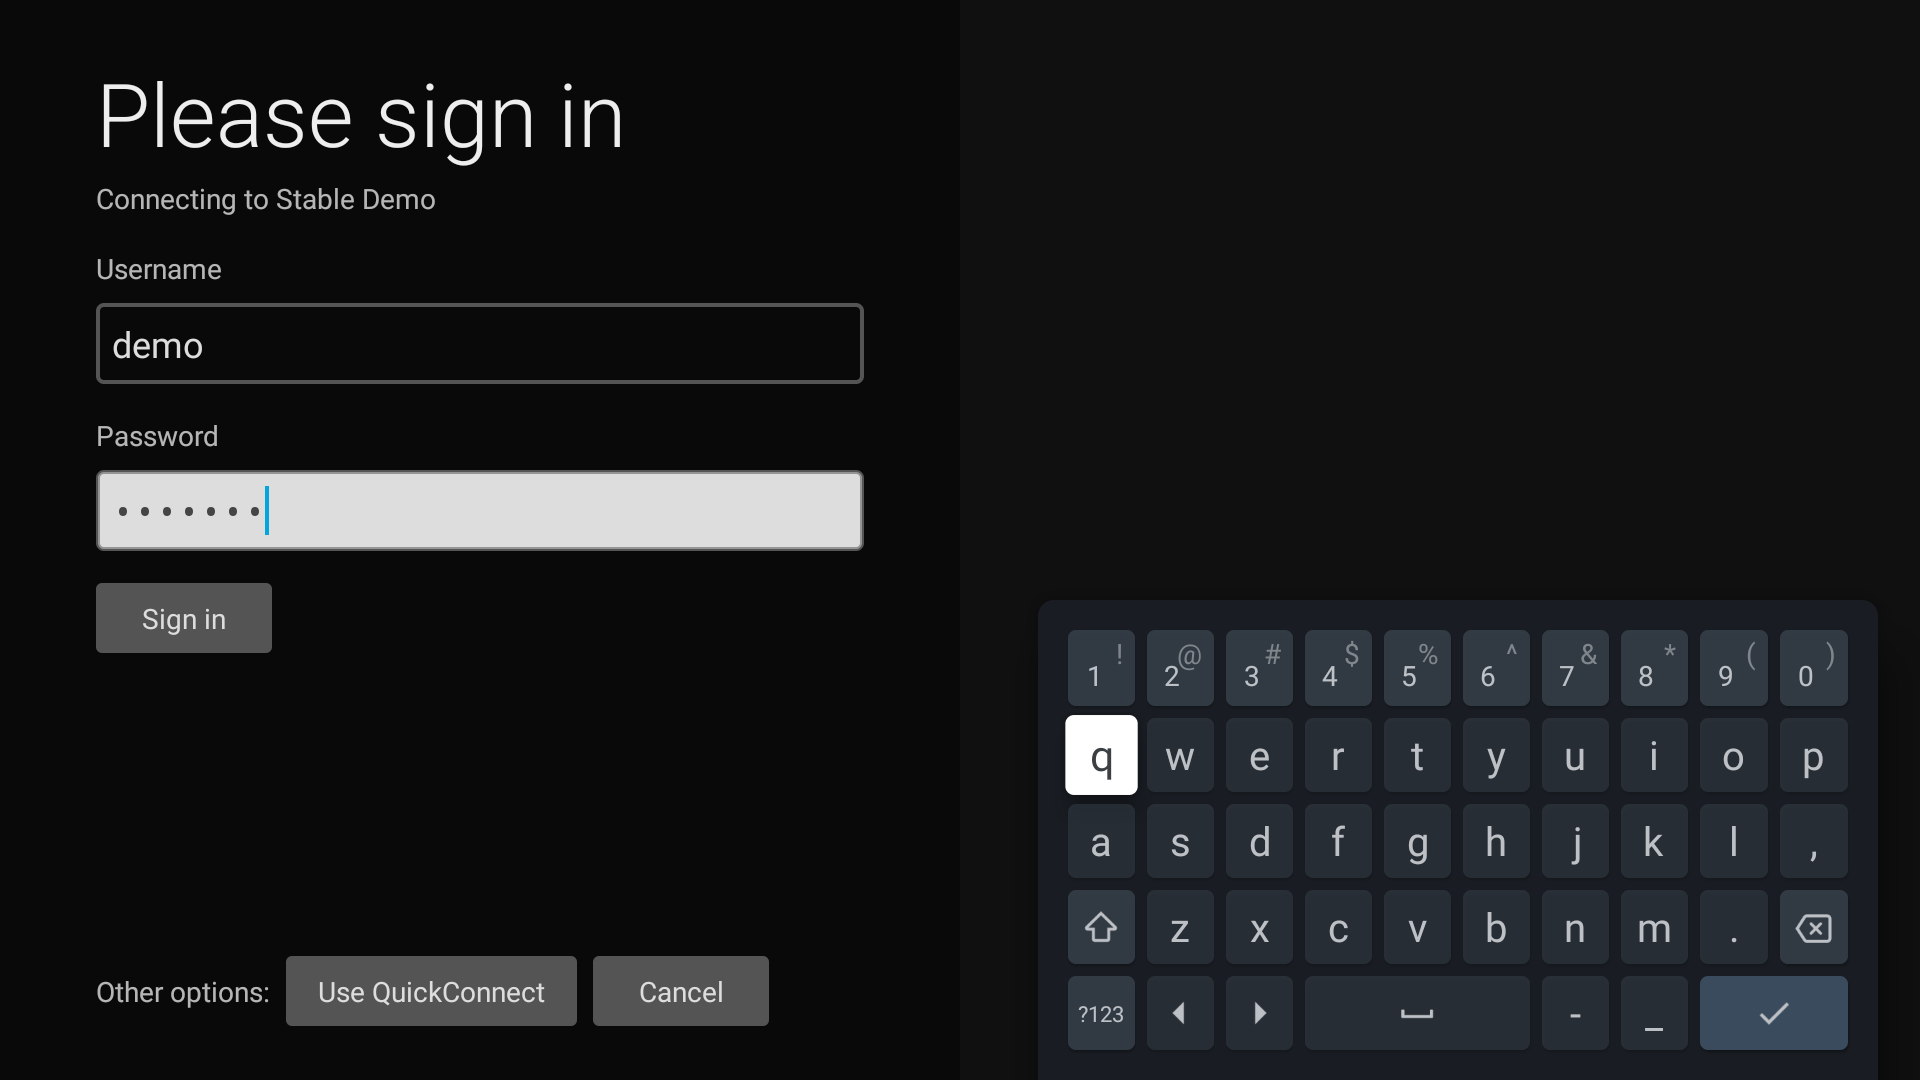 Please sign in
Connecting to Stable Demo
Username
demo
Password
•••••••
Sign in
Other options: Use QuickConnect Cancel
1 ! 2 @ 3 # 4 $ 5 % 6 ^ 7 & 8 * 9 ( 0 )
q w e r t y u i o p
a s d f g h j k l ,
z x c v b n m .
?123 - _